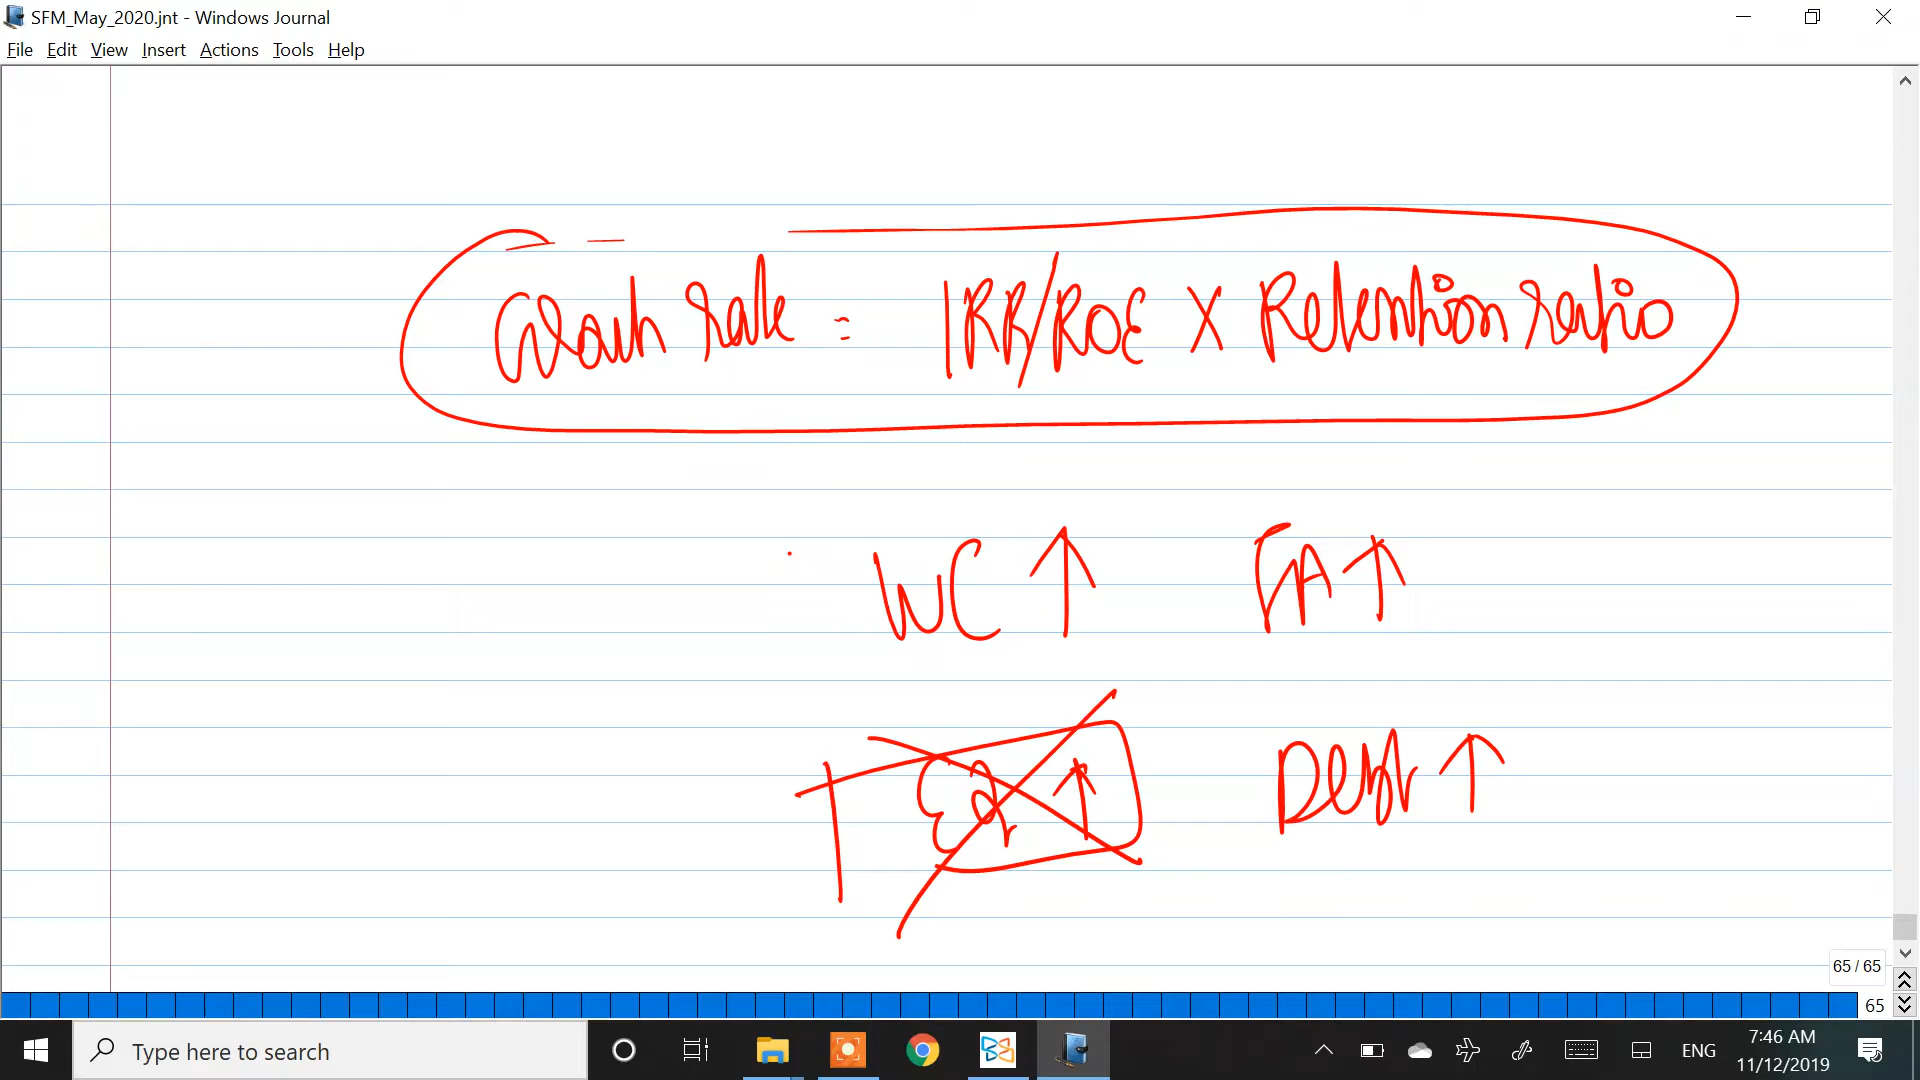 SFM_May_2020.jnt - Windows Journal
File Edit View Insert Actions Tools Help
Growth rate = IRR/ROE X Retention ratio
WC ↑ FA ↑
Eq ↑ Debt ↑
65 / 65
65
Type here to search
ENG
7:46 AM
11/12/2019